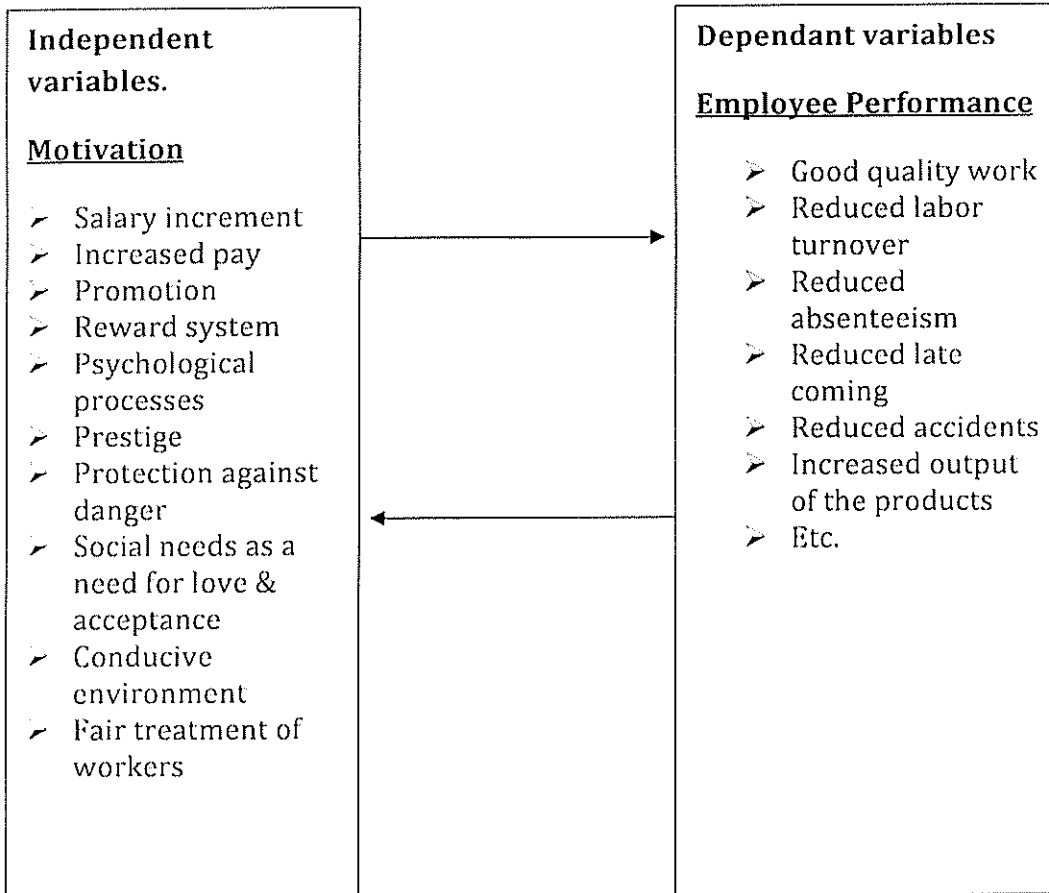 Independent
variables.
Motivation
➢ Salary increment
➢ Increased pay
➢ Promotion
➢ Reward system
➢ Psychological
processes
➢ Prestige
➢ Protection against
danger
➢ Social needs as a
need for love &
acceptance
➢ Conducive
environment
➢ Fair treatment of
workers
Dependant variables
Employee Performance
➢ Good quality work
➢ Reduced labor
turnover
➢ Reduced
absenteeism
➢ Reduced late
coming
➢ Reduced accidents
➢ Increased output
of the products
➢ Etc.